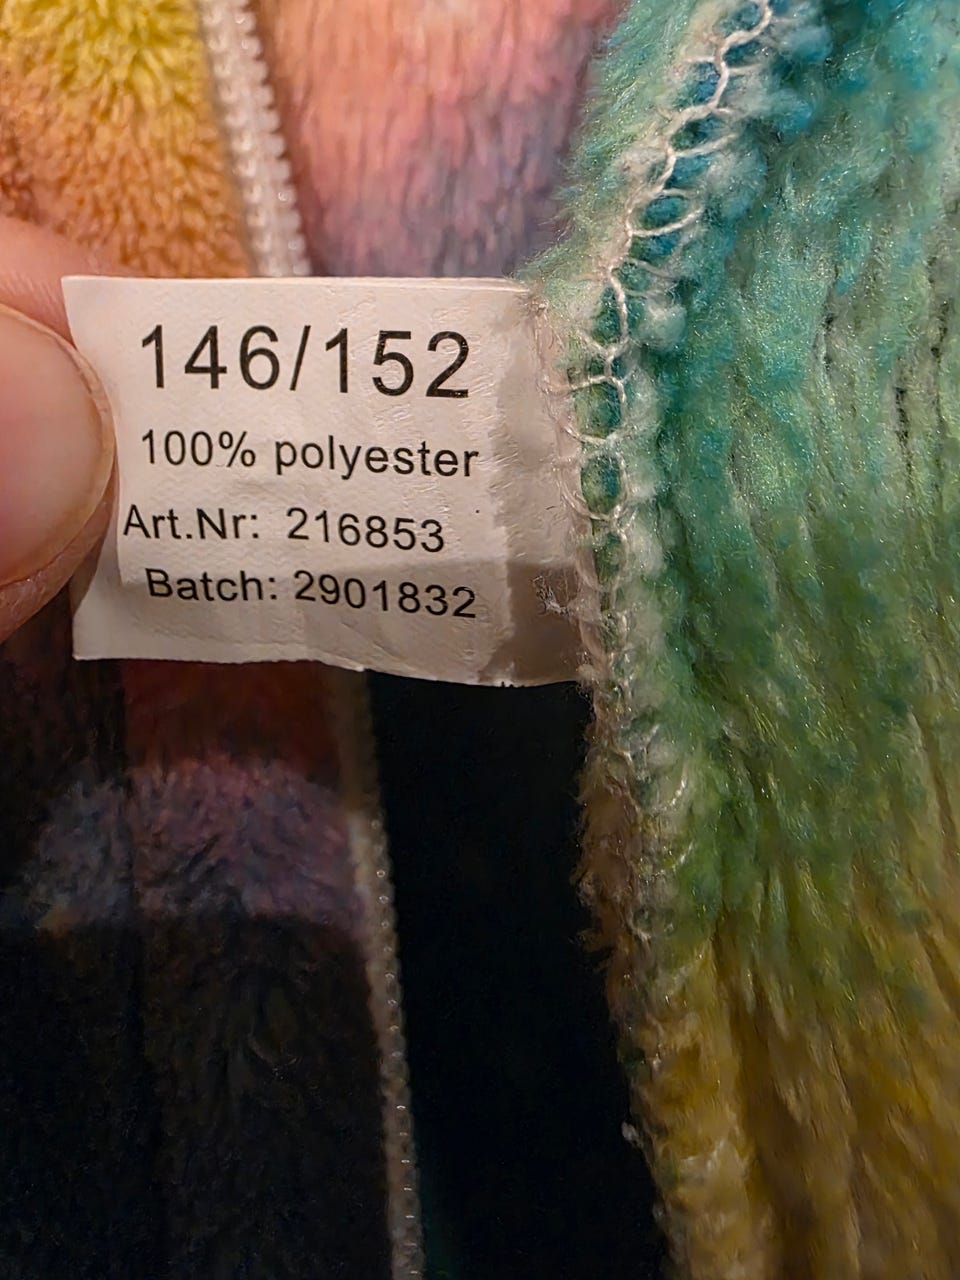 146/152
100% polyester
Art.Nr: 216853
Batch: 2901832